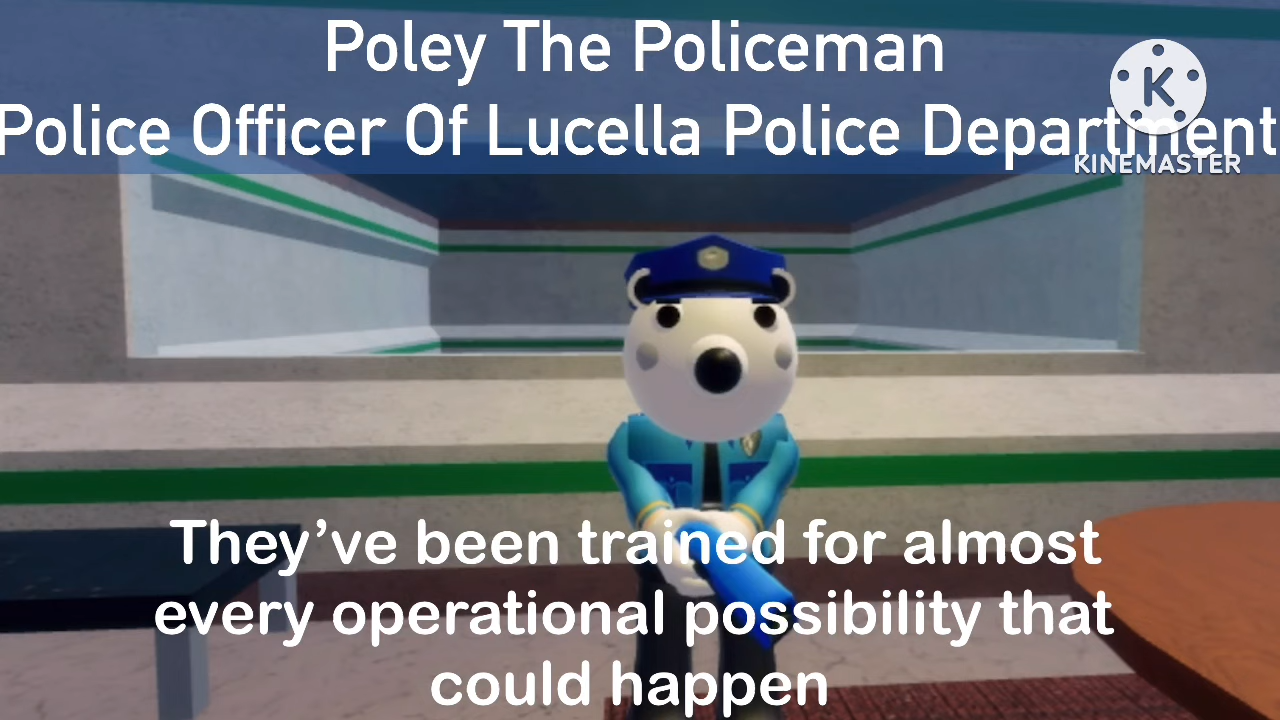 Poley The Policeman
Police Officer Of Lucella Police Department
K
KINEMASTER
They've been trained for almost
every operational possibility that
could happen